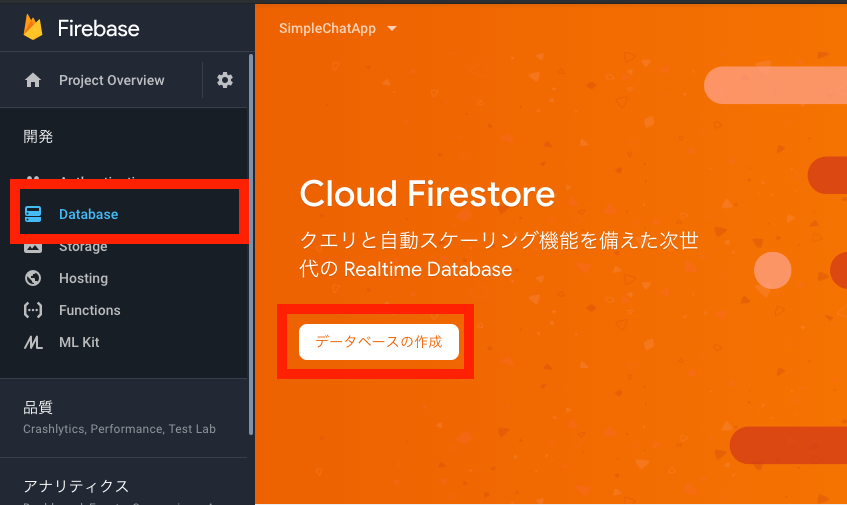 Firebase
SimpleChatApp
Project Overview
開発
Database
Storage
Hosting
Functions
ML Kit
品質
Crashlytics, Performance, Test Lab
アナリティクス
Cloud Firestore
クエリと自動スケーリング機能を備えた次世
代の Realtime Database
データベースの作成